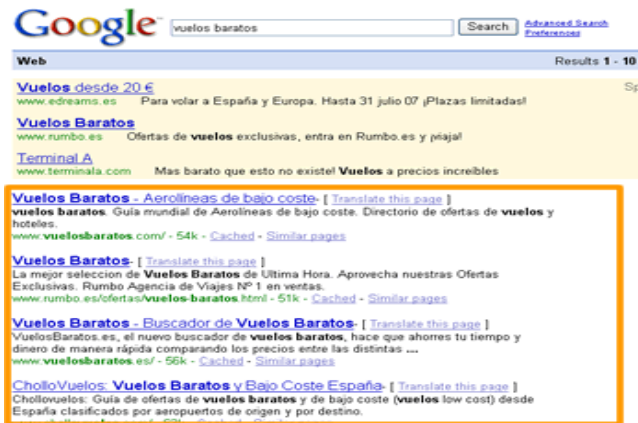 Google vuelos baratos Search Advanced Search
Preferences
Web Results 1 - 10
Vuelos desde 20 € Sp
www.edreams.es Para volar a España y Europa. Hasta 31 julio 07 ¡Plazas limitadas!
Vuelos Baratos
www.rumbo.es Ofertas de vuelos exclusivas, entra en Rumbo.es y ¡viaja!
Terminal A
www.terminala.com Mas barato que esto no existe! Vuelos a precios increíbles
Vuelos Baratos - Aerolíneas de bajo coste- [ Translate this page ]
vuelos baratos. Guía mundial de Aerolíneas de bajo coste. Directorio de ofertas de vuelos y
hoteles.
www.vuelosbaratos.com/ - 54k - Cached - Similar pages
Vuelos Baratos- [ Translate this page ]
La mejor seleccion de Vuelos Baratos de Ultima Hora. Aprovecha nuestras Ofertas
Exclusivas. Rumbo Agencia de Viajes Nº 1 en ventas.
www.rumbo.es/ofertas/vuelos-baratos.html - 51k - Cached - Similar pages
Vuelos Baratos - Buscador de Vuelos Baratos- [ Translate this page ]
VuelosBaratos.es, el nuevo buscador de vuelos baratos, hace que ahorres tu tiempo y
dinero de manera rápida comparando los precios entre las distintas ...
www.vuelosbaratos.es/ - 56k - Cached - Similar pages
CholloVuelos: Vuelos Baratos y Bajo Coste España- [ Translate this page ]
Chollovuelos: Guía de ofertas de vuelos baratos y de bajo coste (vuelos low cost) desde
España clasificados por aeropuertos de origen y por destino.